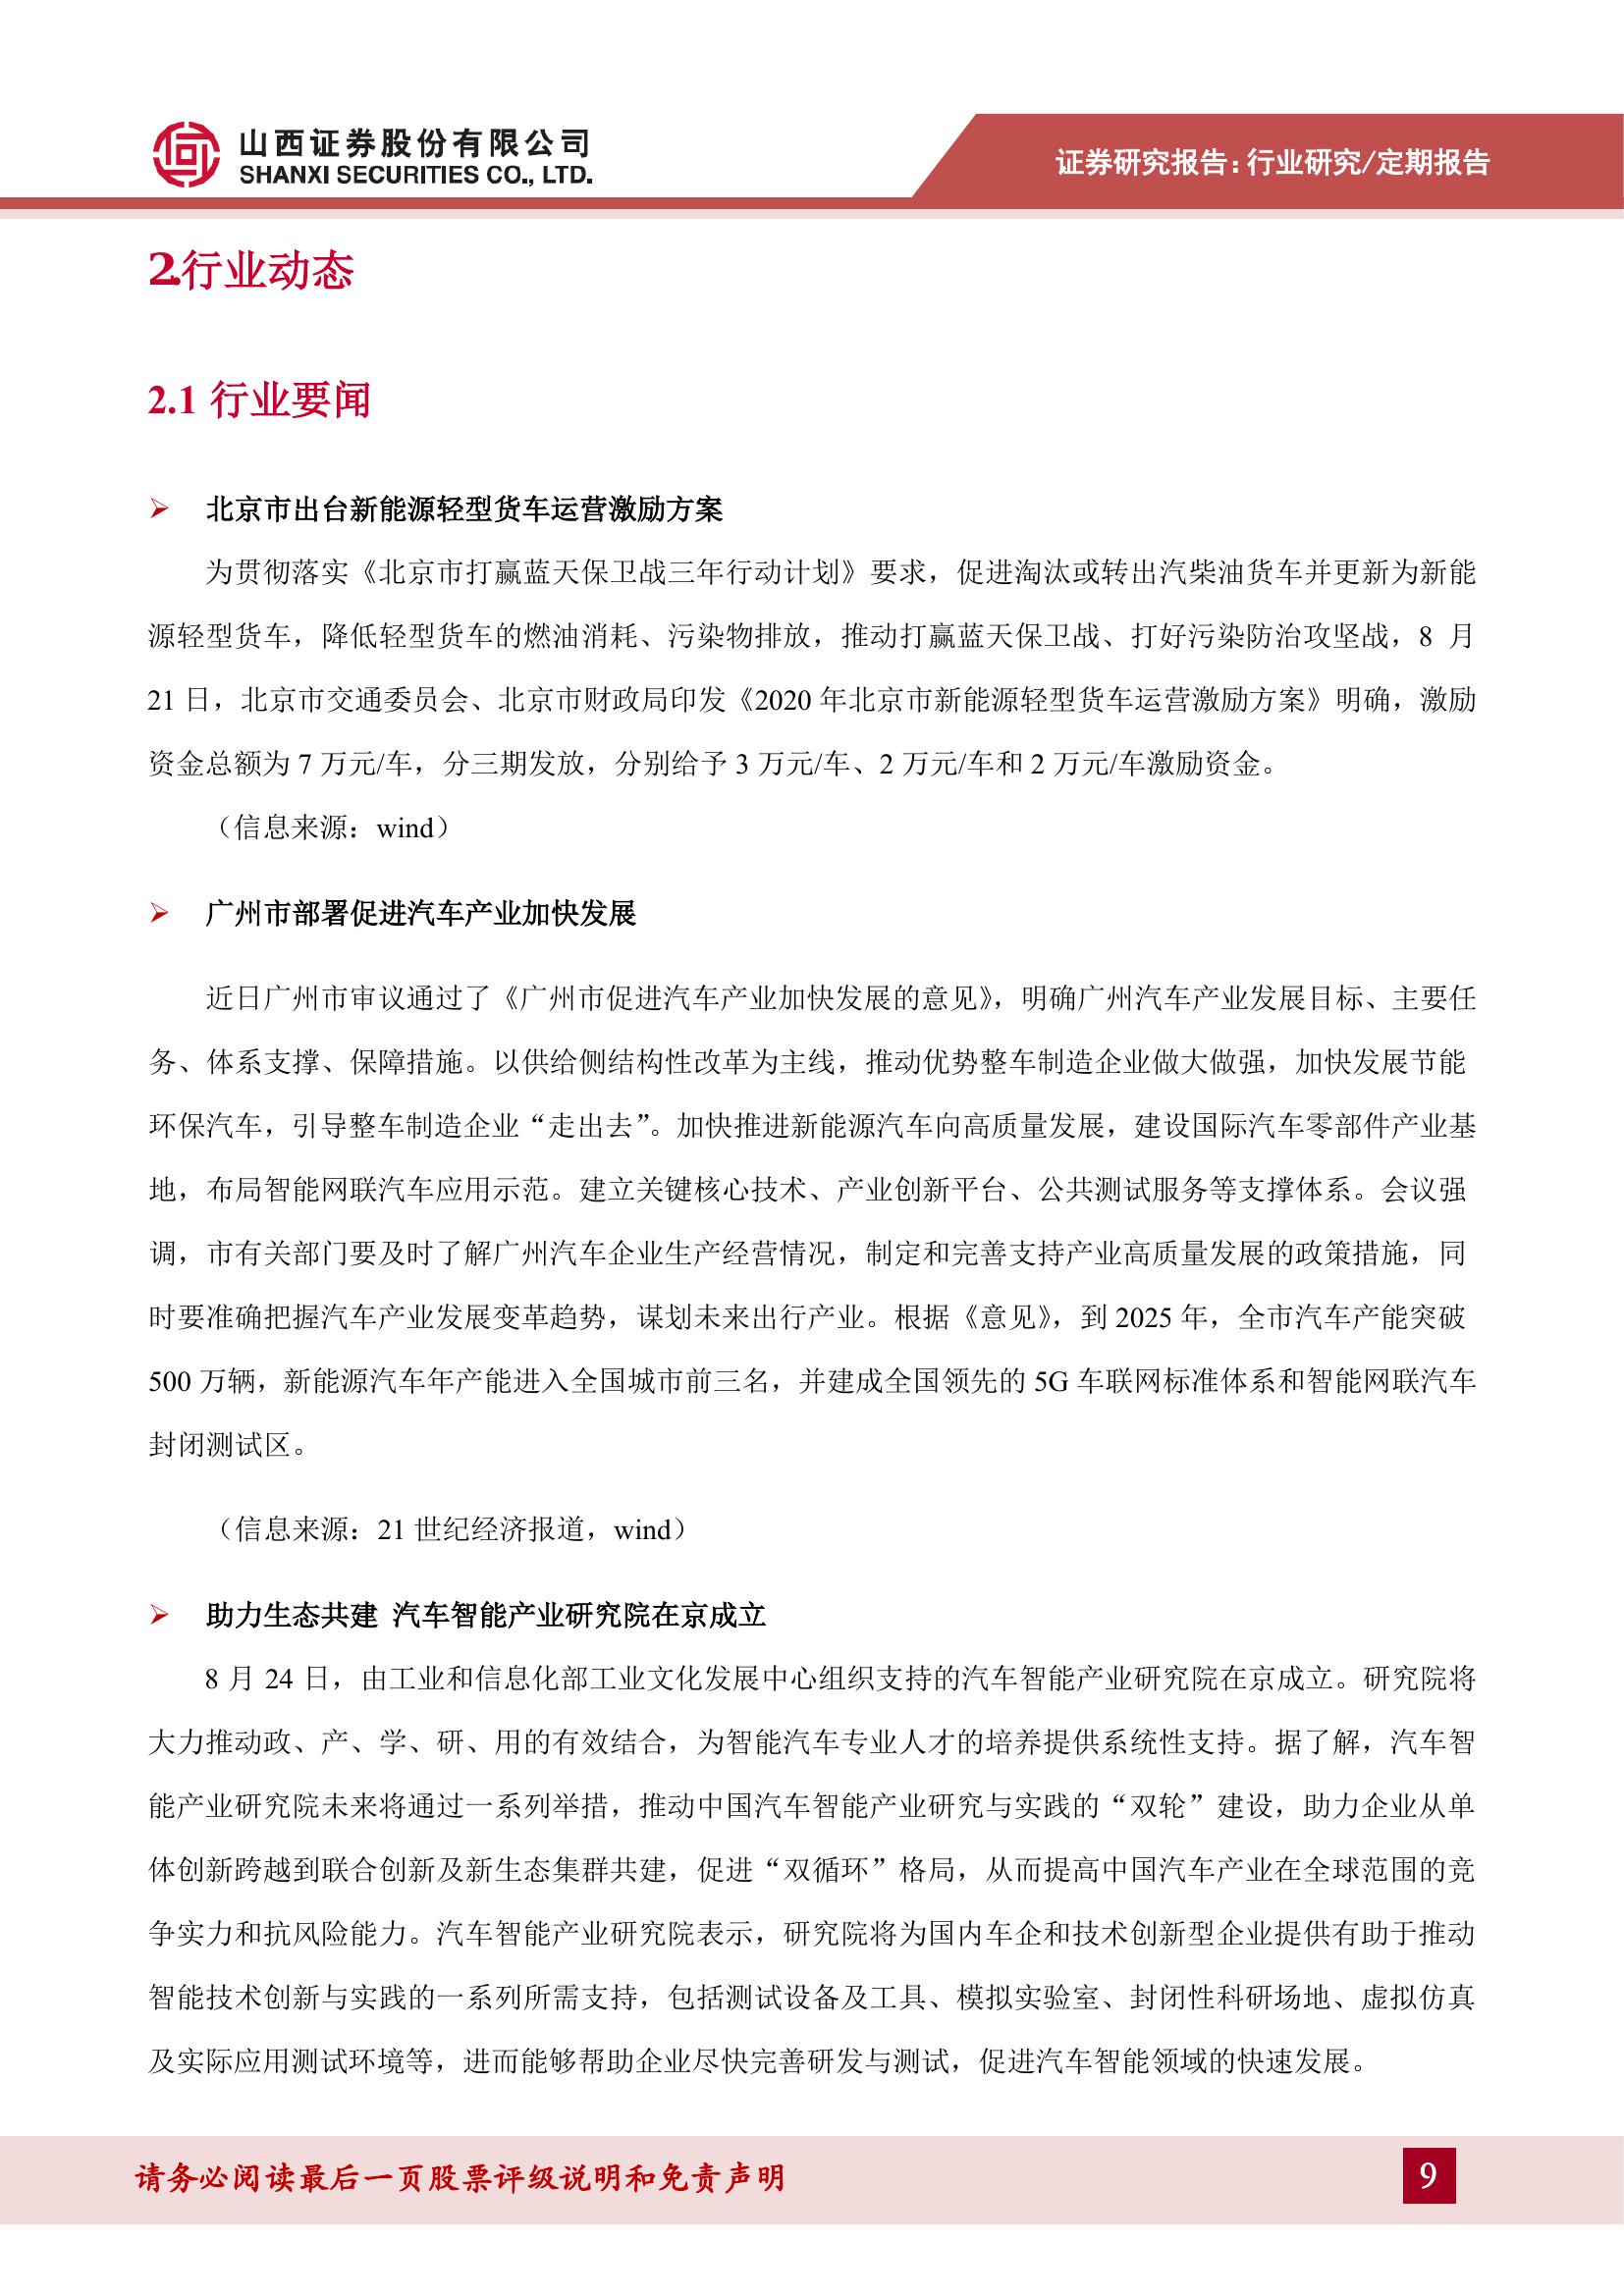 山西证券股份有限公司
SHANXI SECURITIES CO., LTD.
证券研究报告：行业研究/定期报告
2.行业动态
2.1 行业要闻
➢ 北京市出台新能源轻型货车运营激励方案
为贯彻落实《北京市打赢蓝天保卫战三年行动计划》要求，促进淘汰或转出汽柴油货车并更新为新能
源轻型货车，降低轻型货车的燃油消耗、污染物排放，推动打赢蓝天保卫战、打好污染防治攻坚战，8 月
21 日，北京市交通委员会、北京市财政局印发《2020 年北京市新能源轻型货车运营激励方案》明确，激励
资金总额为 7 万元/车，分三期发放，分别给予 3 万元/车、2 万元/车和 2 万元/车激励资金。
（信息来源：wind）
➢ 广州市部署促进汽车产业加快发展
近日广州市审议通过了《广州市促进汽车产业加快发展的意见》，明确广州汽车产业发展目标、主要任
务、体系支撑、保障措施。以供给侧结构性改革为主线，推动优势整车制造企业做大做强，加快发展节能
环保汽车，引导整车制造企业“走出去”。加快推进新能源汽车向高质量发展，建设国际汽车零部件产业基
地，布局智能网联汽车应用示范。建立关键核心技术、产业创新平台、公共测试服务等支撑体系。会议强
调，市有关部门要及时了解广州汽车企业生产经营情况，制定和完善支持产业高质量发展的政策措施，同
时要准确把握汽车产业发展变革趋势，谋划未来出行产业。根据《意见》，到 2025 年，全市汽车产能突破
500 万辆，新能源汽车年产能进入全国城市前三名，并建成全国领先的 5G 车联网标准体系和智能网联汽车
封闭测试区。
（信息来源：21 世纪经济报道，wind）
➢ 助力生态共建 汽车智能产业研究院在京成立
8 月 24 日，由工业和信息化部工业文化发展中心组织支持的汽车智能产业研究院在京成立。研究院将
大力推动政、产、学、研、用的有效结合，为智能汽车专业人才的培养提供系统性支持。据了解，汽车智
能产业研究院未来将通过一系列举措，推动中国汽车智能产业研究与实践的“双轮”建设，助力企业从单
体创新跨越到联合创新及新生态集群共建，促进“双循环”格局，从而提高中国汽车产业在全球范围的竞
争实力和抗风险能力。汽车智能产业研究院表示，研究院将为国内车企和技术创新型企业提供有助于推动
智能技术创新与实践的一系列所需支持，包括测试设备及工具、模拟实验室、封闭性科研场地、虚拟仿真
及实际应用测试环境等，进而能够帮助企业尽快完善研发与测试，促进汽车智能领域的快速发展。
请务必阅读最后一页股票评级说明和免责声明
9